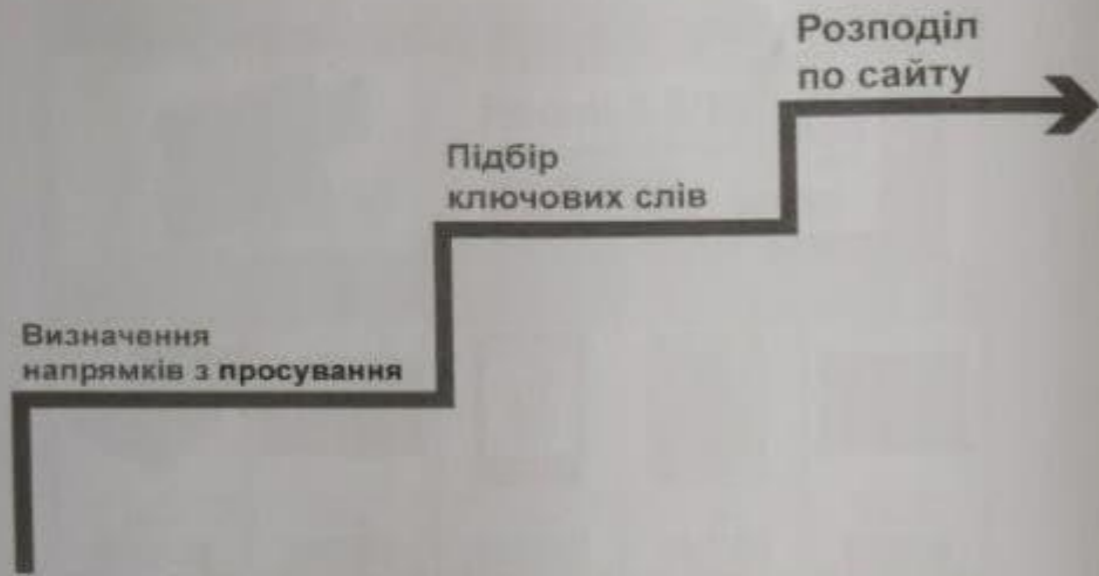 Розподіл
по сайту
Підбір
ключових слів
Визначення
напрямків з просування